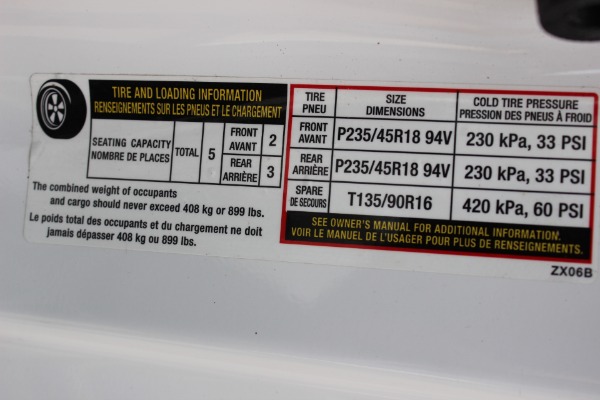 TIRE AND LOADING INFORMATION
RENSEIGNEMENTS SUR LES PNEUS ET LE CHARGEMENT
SEATING CAPACITY
NOMBRE DE PLACES
TOTAL
5
FRONT
AVANT
2
REAR
ARRIÈRE
3
The combined weight of occupants
and cargo should never exceed 408 kg or 899 lbs.
Le poids total des occupants et du chargement ne doit
jamais dépasser 408 kg ou 899 lbs.
TIRE
PNEU
SIZE
DIMENSIONS
COLD TIRE PRESSURE
PRESSION DES PNEUS À FROID
FRONT
AVANT
P235/45R18 94V
230 kPa, 33 PSI
REAR
ARRIÈRE
P235/45R18 94V
230 kPa, 33 PSI
SPARE
DE SECOURS
T135/90R16
420 kPa, 60 PSI
SEE OWNER'S MANUAL FOR ADDITIONAL INFORMATION.
VOIR LE MANUEL DE L'USAGER POUR PLUS DE RENSEIGNEMENTS.
ZX06B